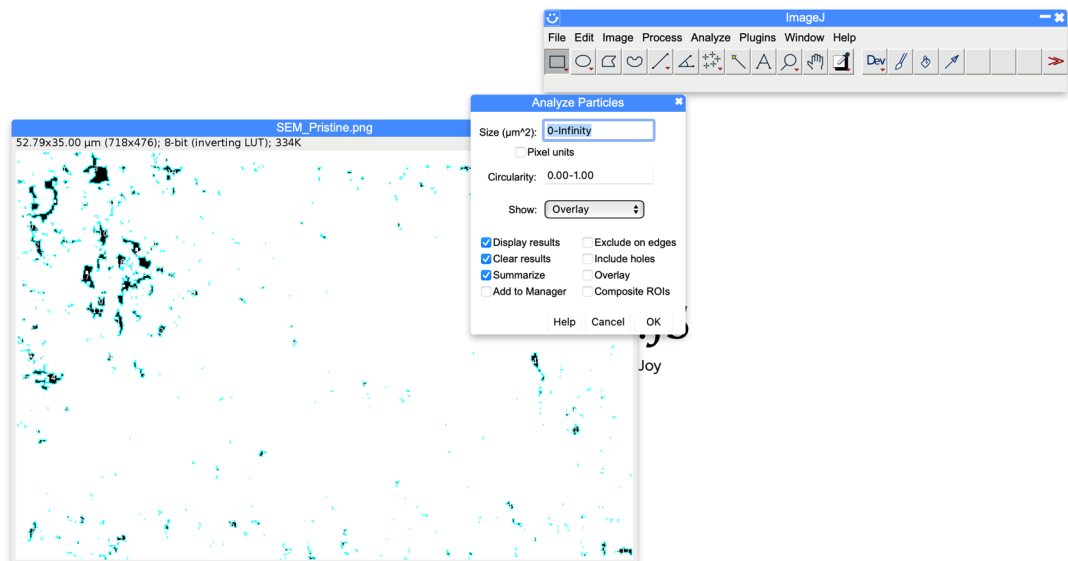 ImageJ
File Edit Image Process Analyze Plugins Window Help
Dev
Analyze Particles
Size (µm^2): 0-Infinity
Pixel units
Circularity: 0.00-1.00
Show: Overlay
Display results Exclude on edges
Clear results Include holes
Summarize Overlay
Add to Manager Composite ROIs
Help Cancel OK
SEM_Pristine.png
52.79x35.00 µm (718x476); 8-bit (inverting LUT); 334K
Joy